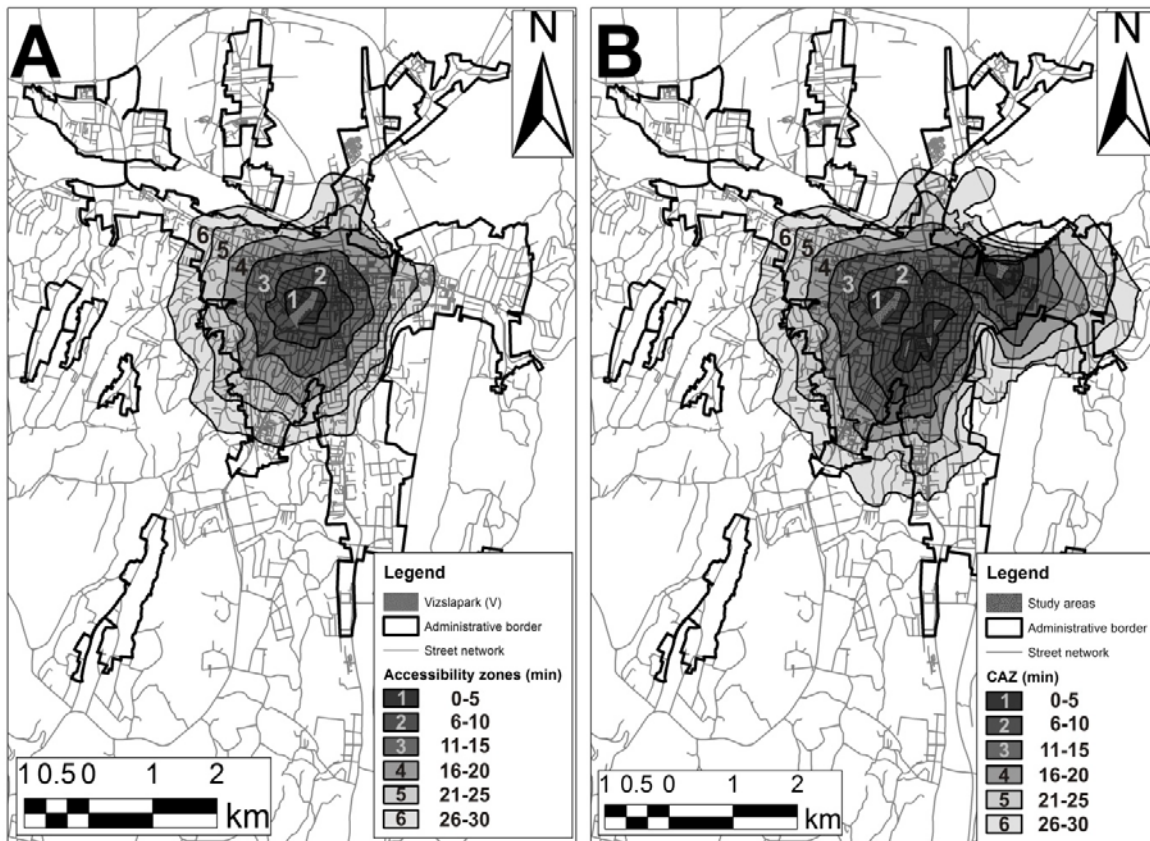 A
N
6
5
4
3
2
1
Legend
Vizslapark (V)
Administrative border
Street network
Accessibility zones (min)
1 0-5
2 6-10
3 11-15
4 16-20
5 21-25
6 26-30
1 0.5 0 1 2
km
B
N
6
5
4
3
2
1
Legend
Study areas
Administrative border
Street network
CAZ (min)
1 0-5
2 6-10
3 11-15
4 16-20
5 21-25
6 26-30
1 0.5 0 1 2
km